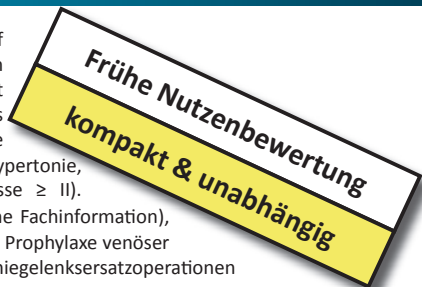 f
t
s
Frühe Nutzenbewertung
kompakt & unabhängig
e
ypertonie,
sse ≥ II).
ne Fachinformation),
Prophylaxe venöser
niegelenksersatzoperationen